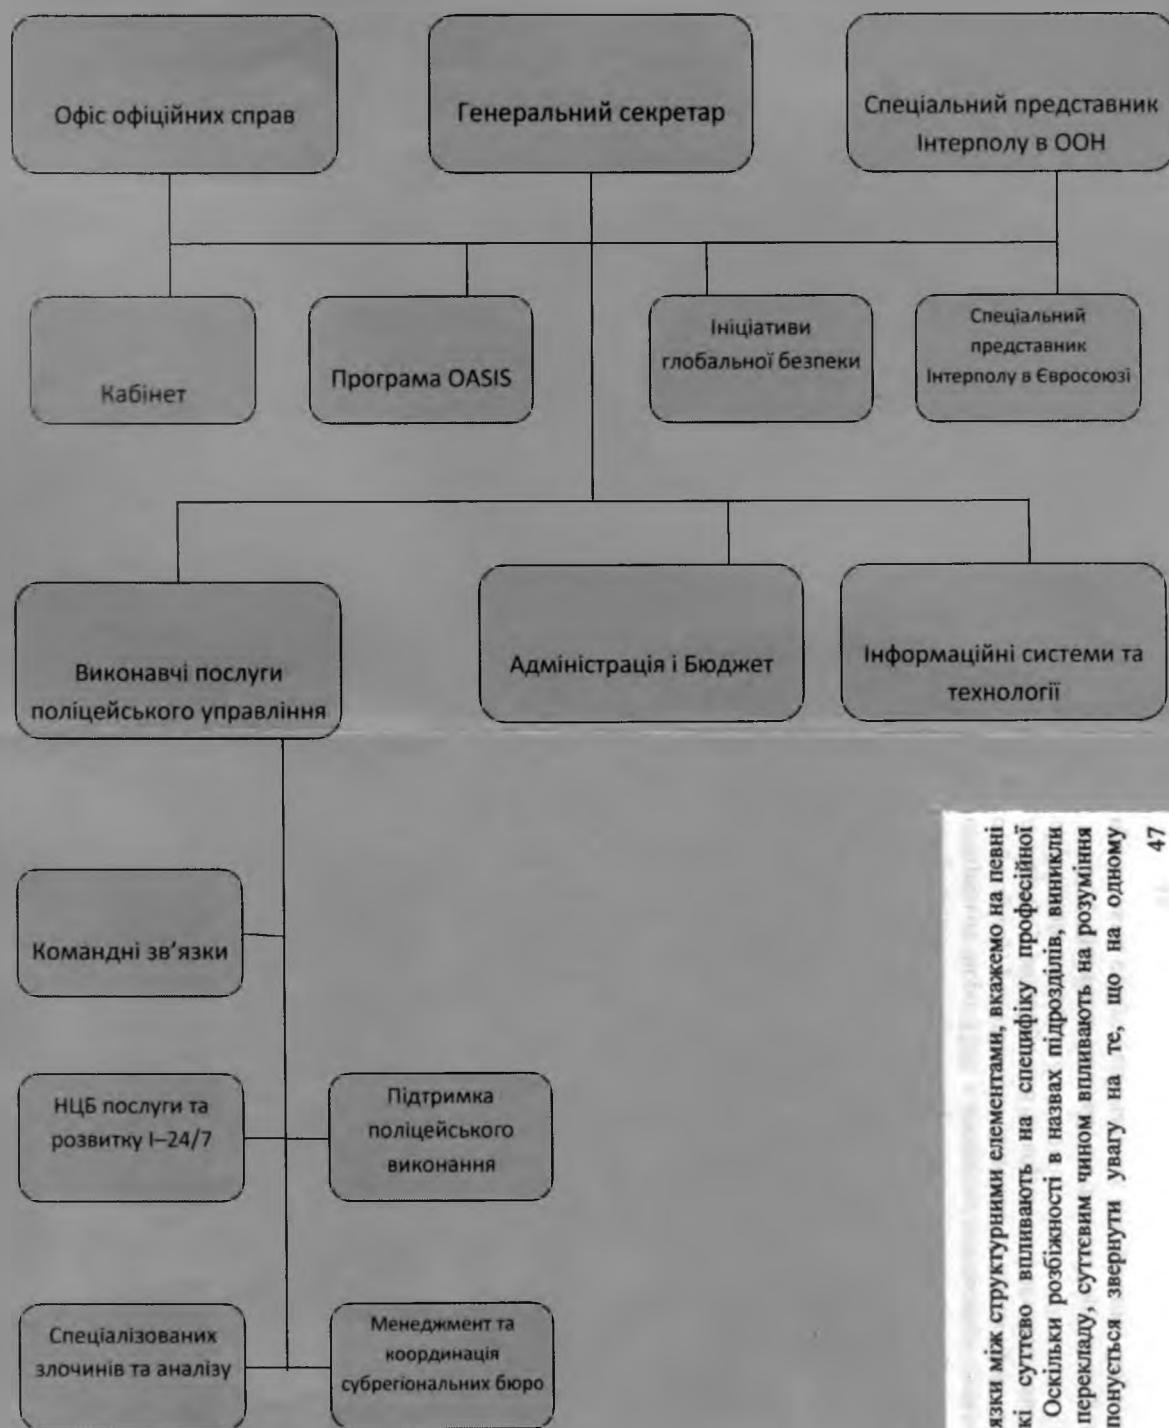 Офіс офіційних справ
Генеральний секретар
Спеціальний представник
Інтерполу в ООН
Кабінет
Програма OASIS
Ініціативи
глобальної безпеки
Спеціальний
представник
Інтерполу в Євросоюзі
Виконавчі послуги
поліцейського управління
Адміністрація і Бюджет
Інформаційні системи та
технології
Командні зв’язки
НЦБ послуги та
розвитку І–24/7
Підтримка
поліцейського
виконання
Спеціалізованих
злочинів та аналізу
Менеджмент та
координація
субрегіональних бюро
язки між структурними елементами, вкажемо на певні
кі суттєво впливають на специфіку професійної
Оскільки розбіжності в назвах підрозділів, виникли
перекладу, суттєвим чином впливають на розуміння
понується звернути увагу на те, що на одному
47